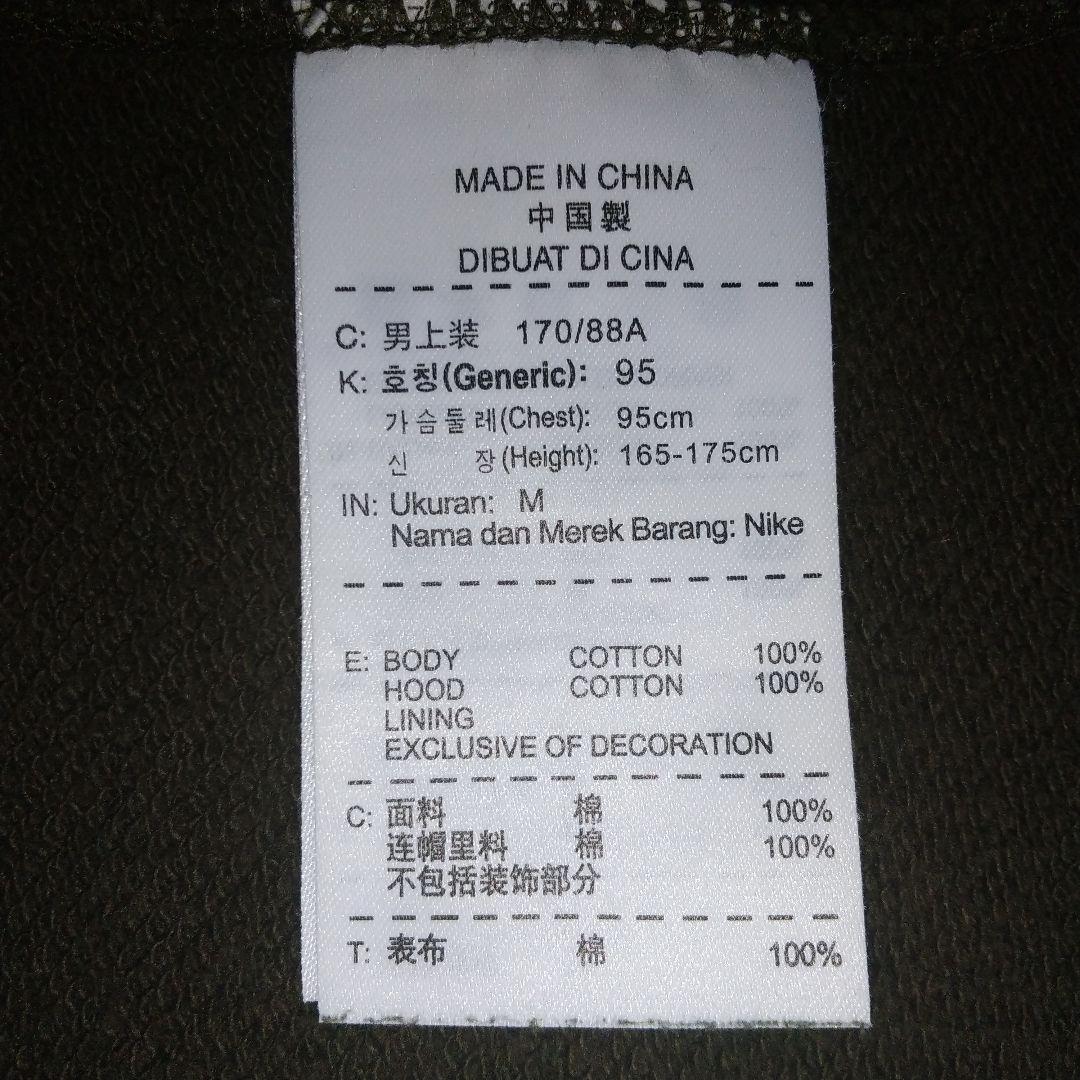 MADE IN CHINA
中国製
DIBUAT DI CINA
C: 男上装 170/88A
K: 호칭(Generic): 95
가슴둘레(Chest): 95cm
신 장(Height): 165-175cm
IN: Ukuran: M
Nama dan Merek Barang: Nike
E: BODY COTTON 100%
HOOD COTTON 100%
LINING
EXCLUSIVE OF DECORATION
C: 面料 棉 100%
连帽里料 棉 100%
不包括装饰部分
T: 表布 棉 100%